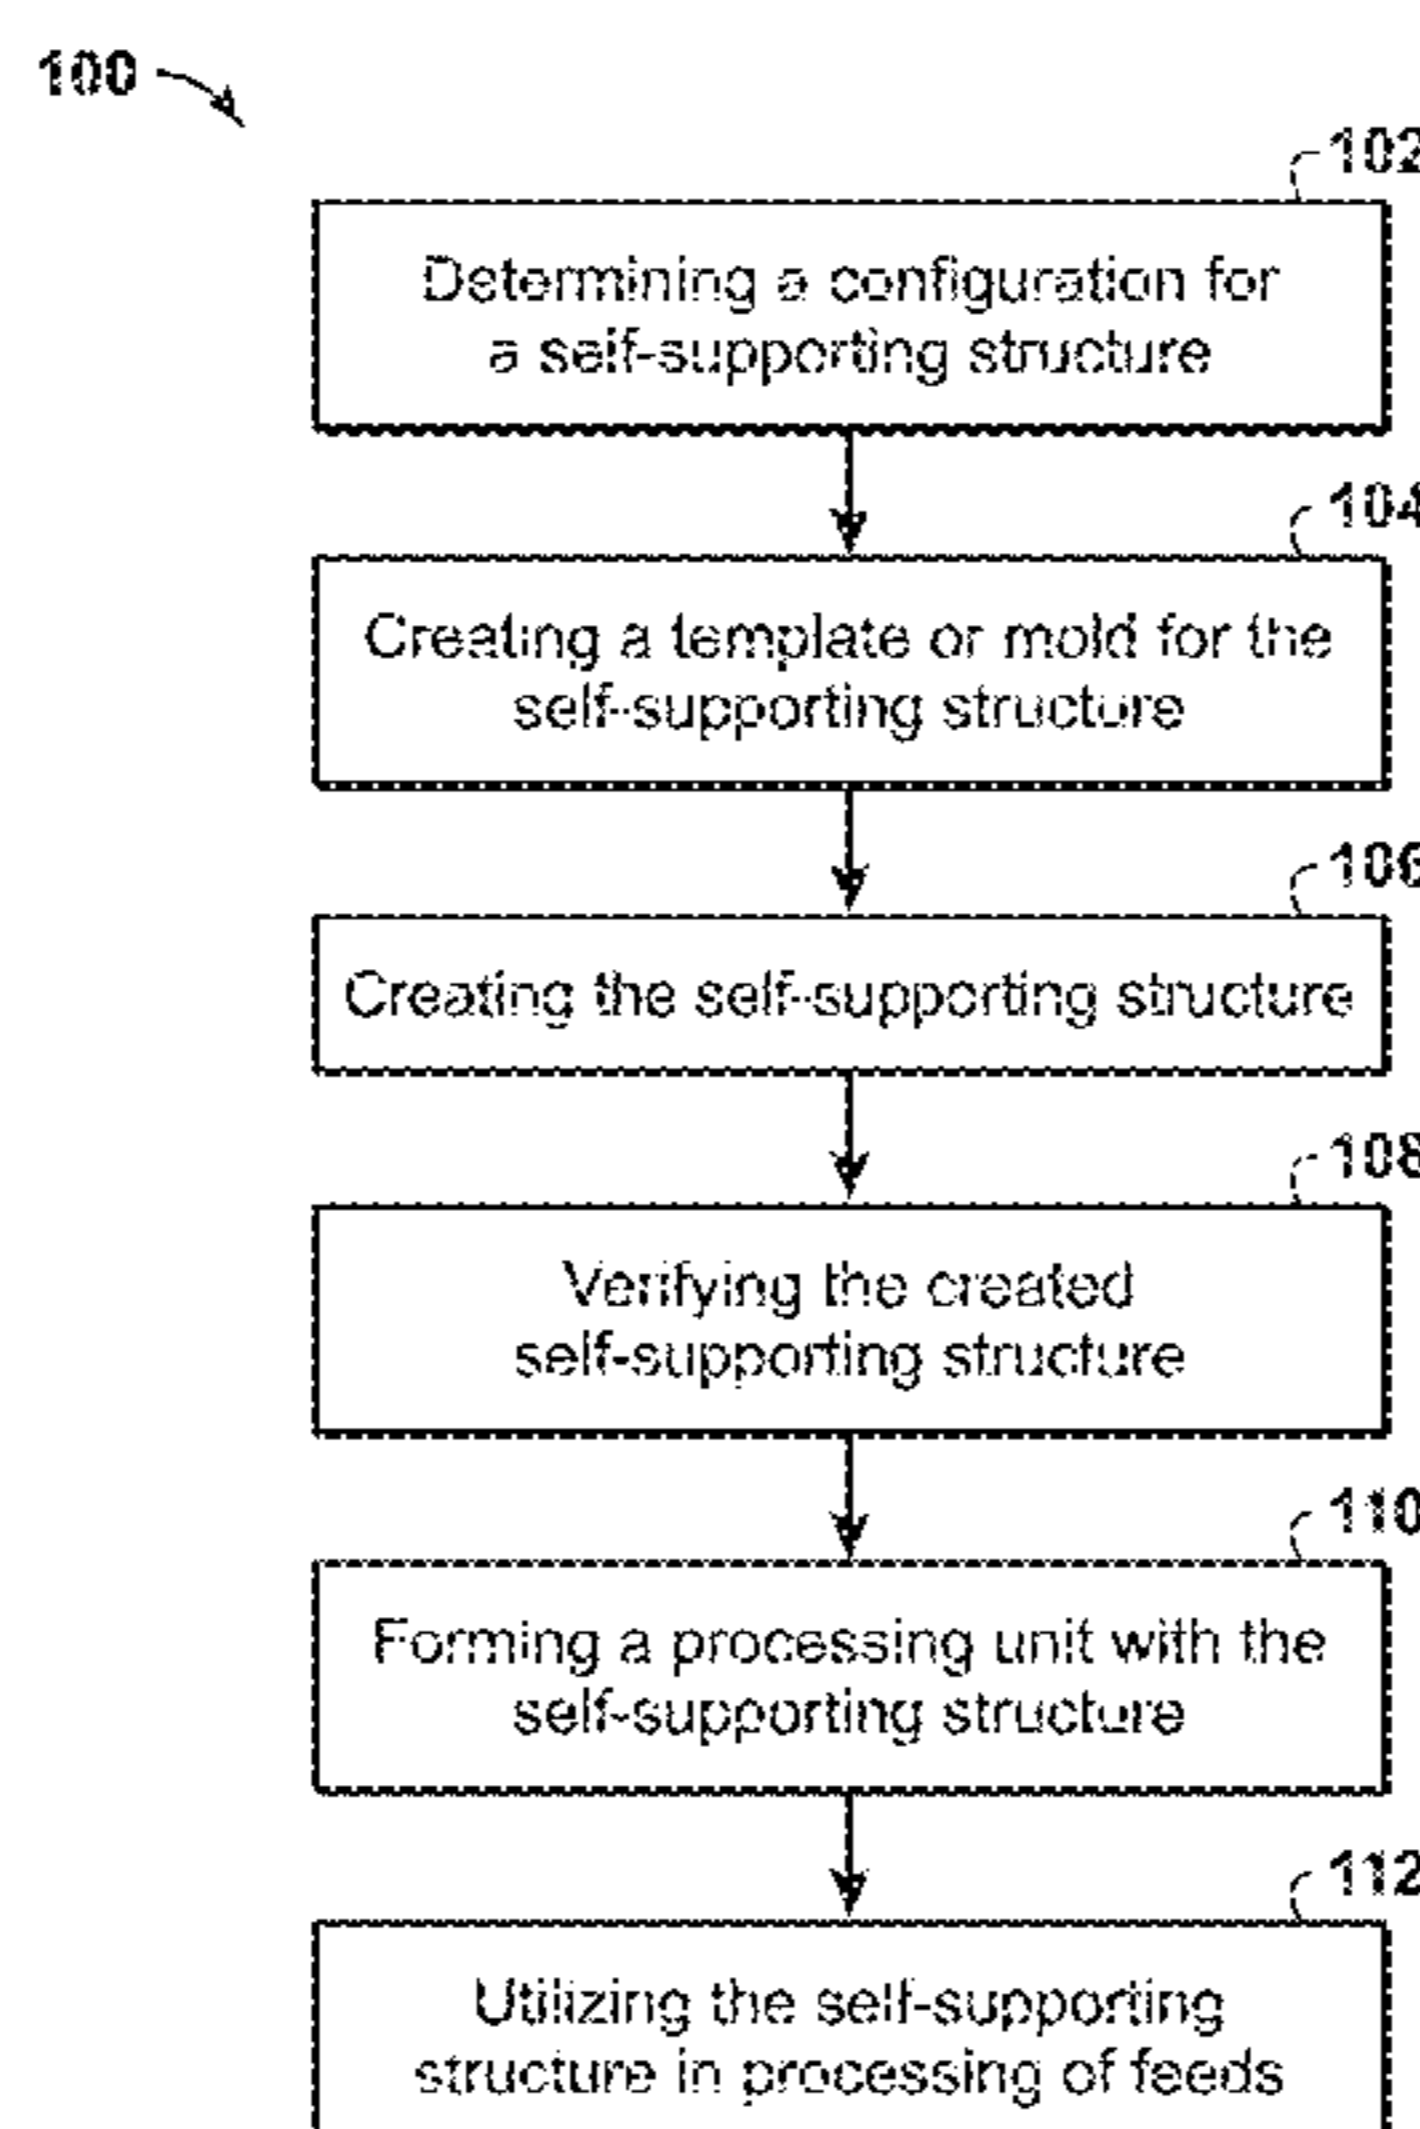 100
102
Determining a configuration for
a self-supporting structure
104
Creating a template or mold for the
self-supporting structure
106
Creating the self-supporting structure
108
Verifying the created
self-supporting structure
110
Forming a processing unit with the
self-supporting structure
112
Utilizing the self-supporting
structure in processing of feeds